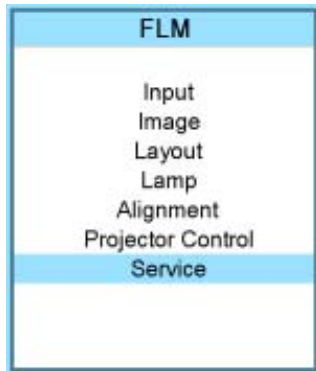 FLM
Input
Image
Layout
Lamp
Alignment
Projector Control
Service